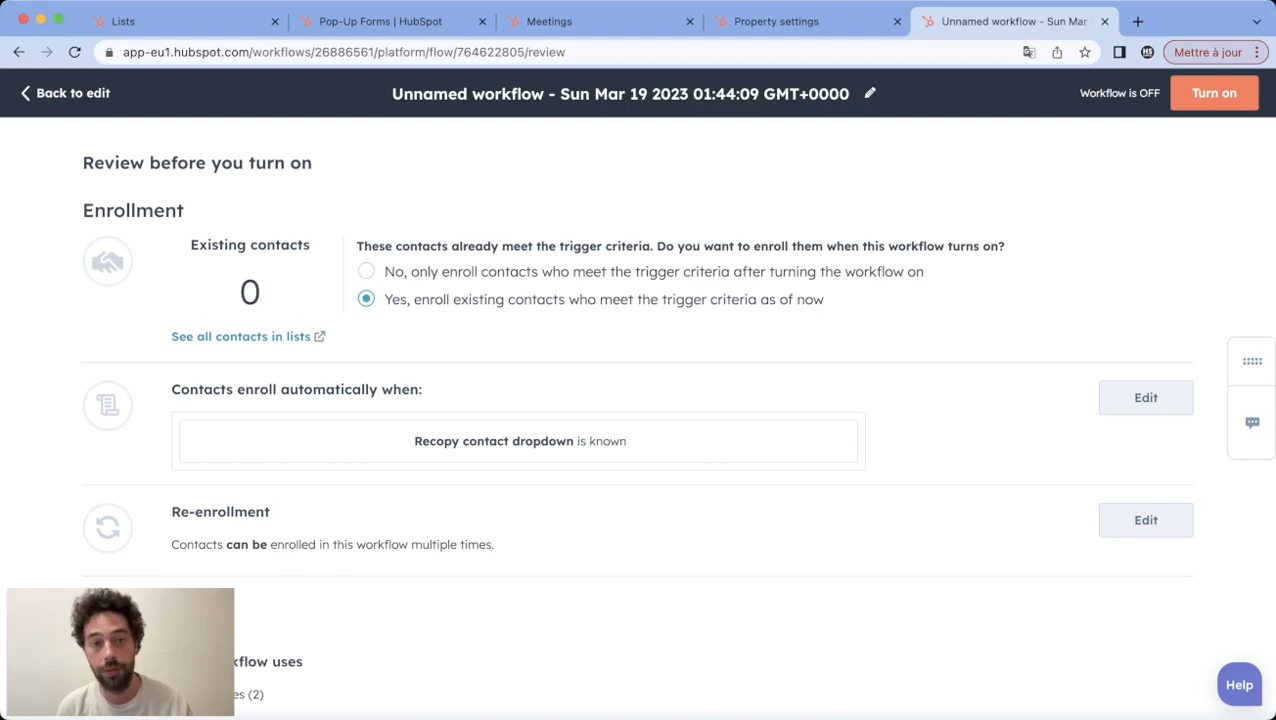 Lists
Pop-Up Forms | HubSpot
Meetings
Property settings
Unnamed workflow - Sun Mar
app-eu1.hubspot.com/workflows/26886561/platform/flow/764622805/review
Mettre à jour
Back to edit
Unnamed workflow - Sun Mar 19 2023 01:44:09 GMT+0000
Workflow is OFF
Turn on
Review before you turn on
Enrollment
Existing contacts
0
See all contacts in lists
These contacts already meet the trigger criteria. Do you want to enroll them when this workflow turns on?
No, only enroll contacts who meet the trigger criteria after turning the workflow on
Yes, enroll existing contacts who meet the trigger criteria as of now
Contacts enroll automatically when:
Edit
Recopy contact dropdown is known
Re-enrollment
Edit
Contacts can be enrolled in this workflow multiple times.
kflow uses
es (2)
Help